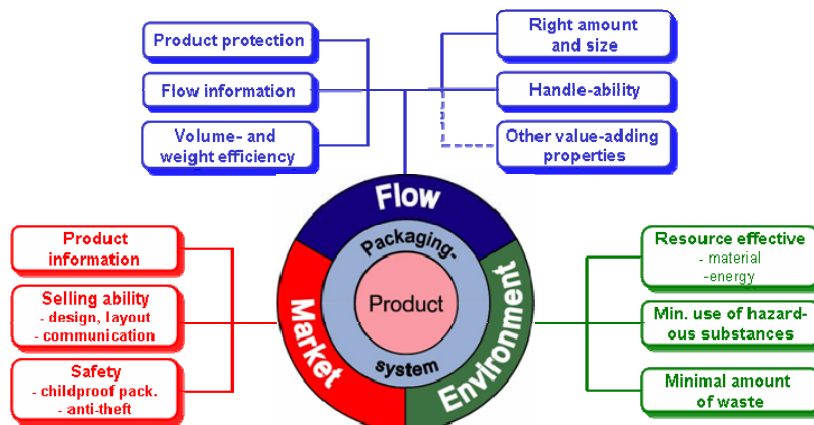 Product protection
Flow information
Volume- and
weight efficiency
Right amount
and size
Handle-ability
Other value-adding
properties
Flow
Packaging-
Product
system
Market
Environment
Product
information
Selling ability
- design, layout
- communication
Safety
- childproof pack.
- anti-theft
Resource effective
- material
-energy
Min. use of hazard-
ous substances
Minimal amount
of waste